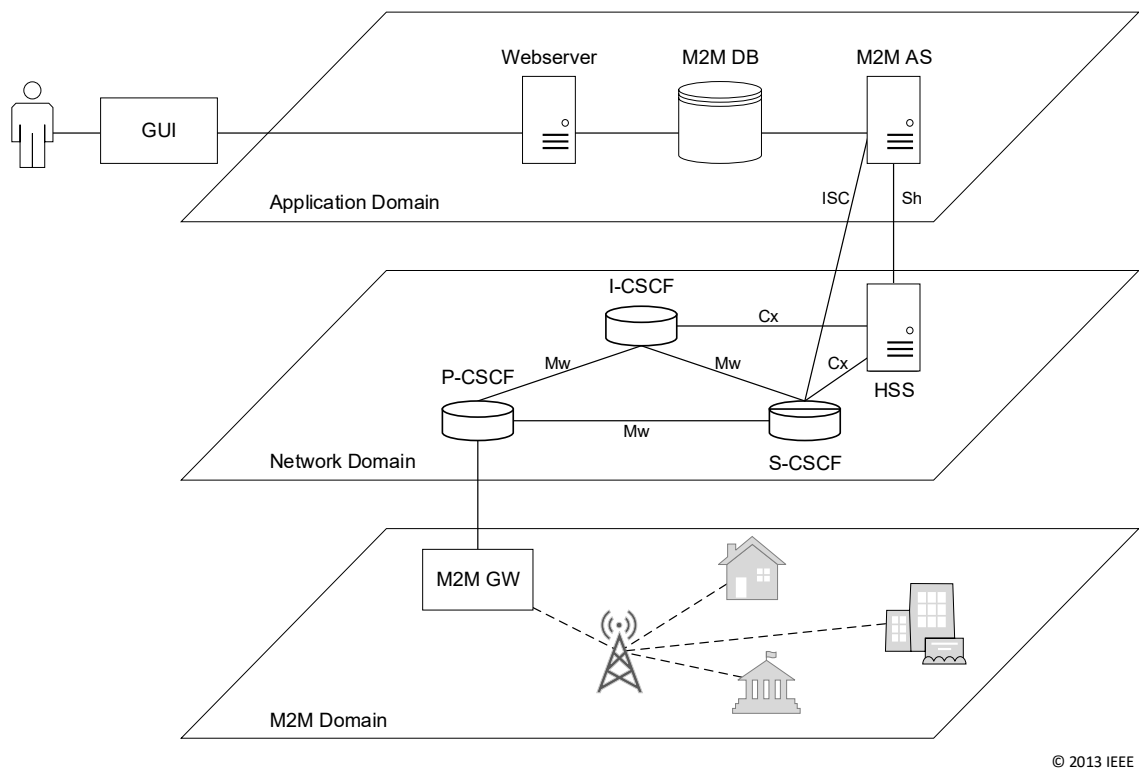 Webserver
M2M DB
M2M AS
GUI
Application Domain
ISC
Sh
I-CSCF
Cx
Mw
Mw
Cx
P-CSCF
HSS
Mw
S-CSCF
Network Domain
M2M GW
M2M Domain
© 2013 IEEE